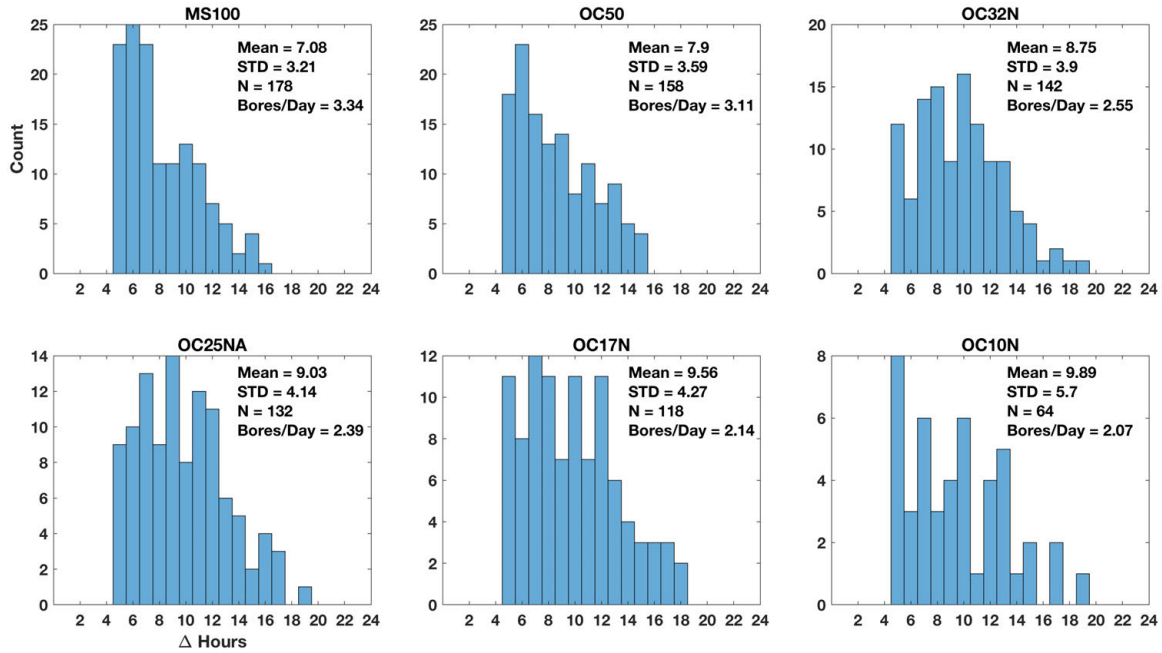 MS100
25
20
15
10
5
0
Count
2 4 6 8 10 12 14 16 18 20 22 24
Mean = 7.08
STD = 3.21
N = 178
Bores/Day = 3.34
OC50
25
20
15
10
5
0
2 4 6 8 10 12 14 16 18 20 22 24
Mean = 7.9
STD = 3.59
N = 158
Bores/Day = 3.11
OC32N
20
15
10
5
0
2 4 6 8 10 12 14 16 18 20 22 24
Mean = 8.75
STD = 3.9
N = 142
Bores/Day = 2.55
OC25NA
14
12
10
8
6
4
2
0
2 4 6 8 10 12 14 16 18 20 22 24
Δ Hours
Mean = 9.03
STD = 4.14
N = 132
Bores/Day = 2.39
OC17N
12
10
8
6
4
2
0
2 4 6 8 10 12 14 16 18 20 22 24
Mean = 9.56
STD = 4.27
N = 118
Bores/Day = 2.14
OC10N
8
6
4
2
0
2 4 6 8 10 12 14 16 18 20 22 24
Mean = 9.89
STD = 5.7
N = 64
Bores/Day = 2.07